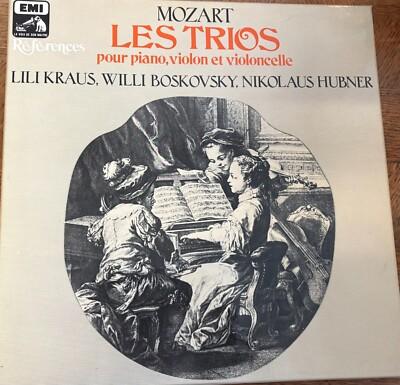 EMI
LA VOIX DE SON MAITRE
Références
MOZART
LES TRIOS
pour piano, violon et violoncelle
LILI KRAUS, WILLI BOSKOVSKY, NIKOLAUS HUBNER